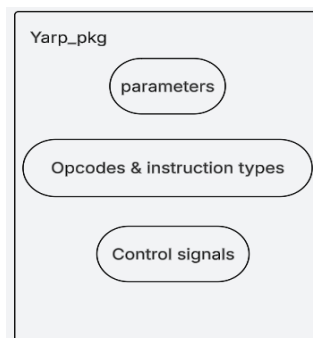 Yarp_pkg
parameters
Opcodes & instruction types
Control signals